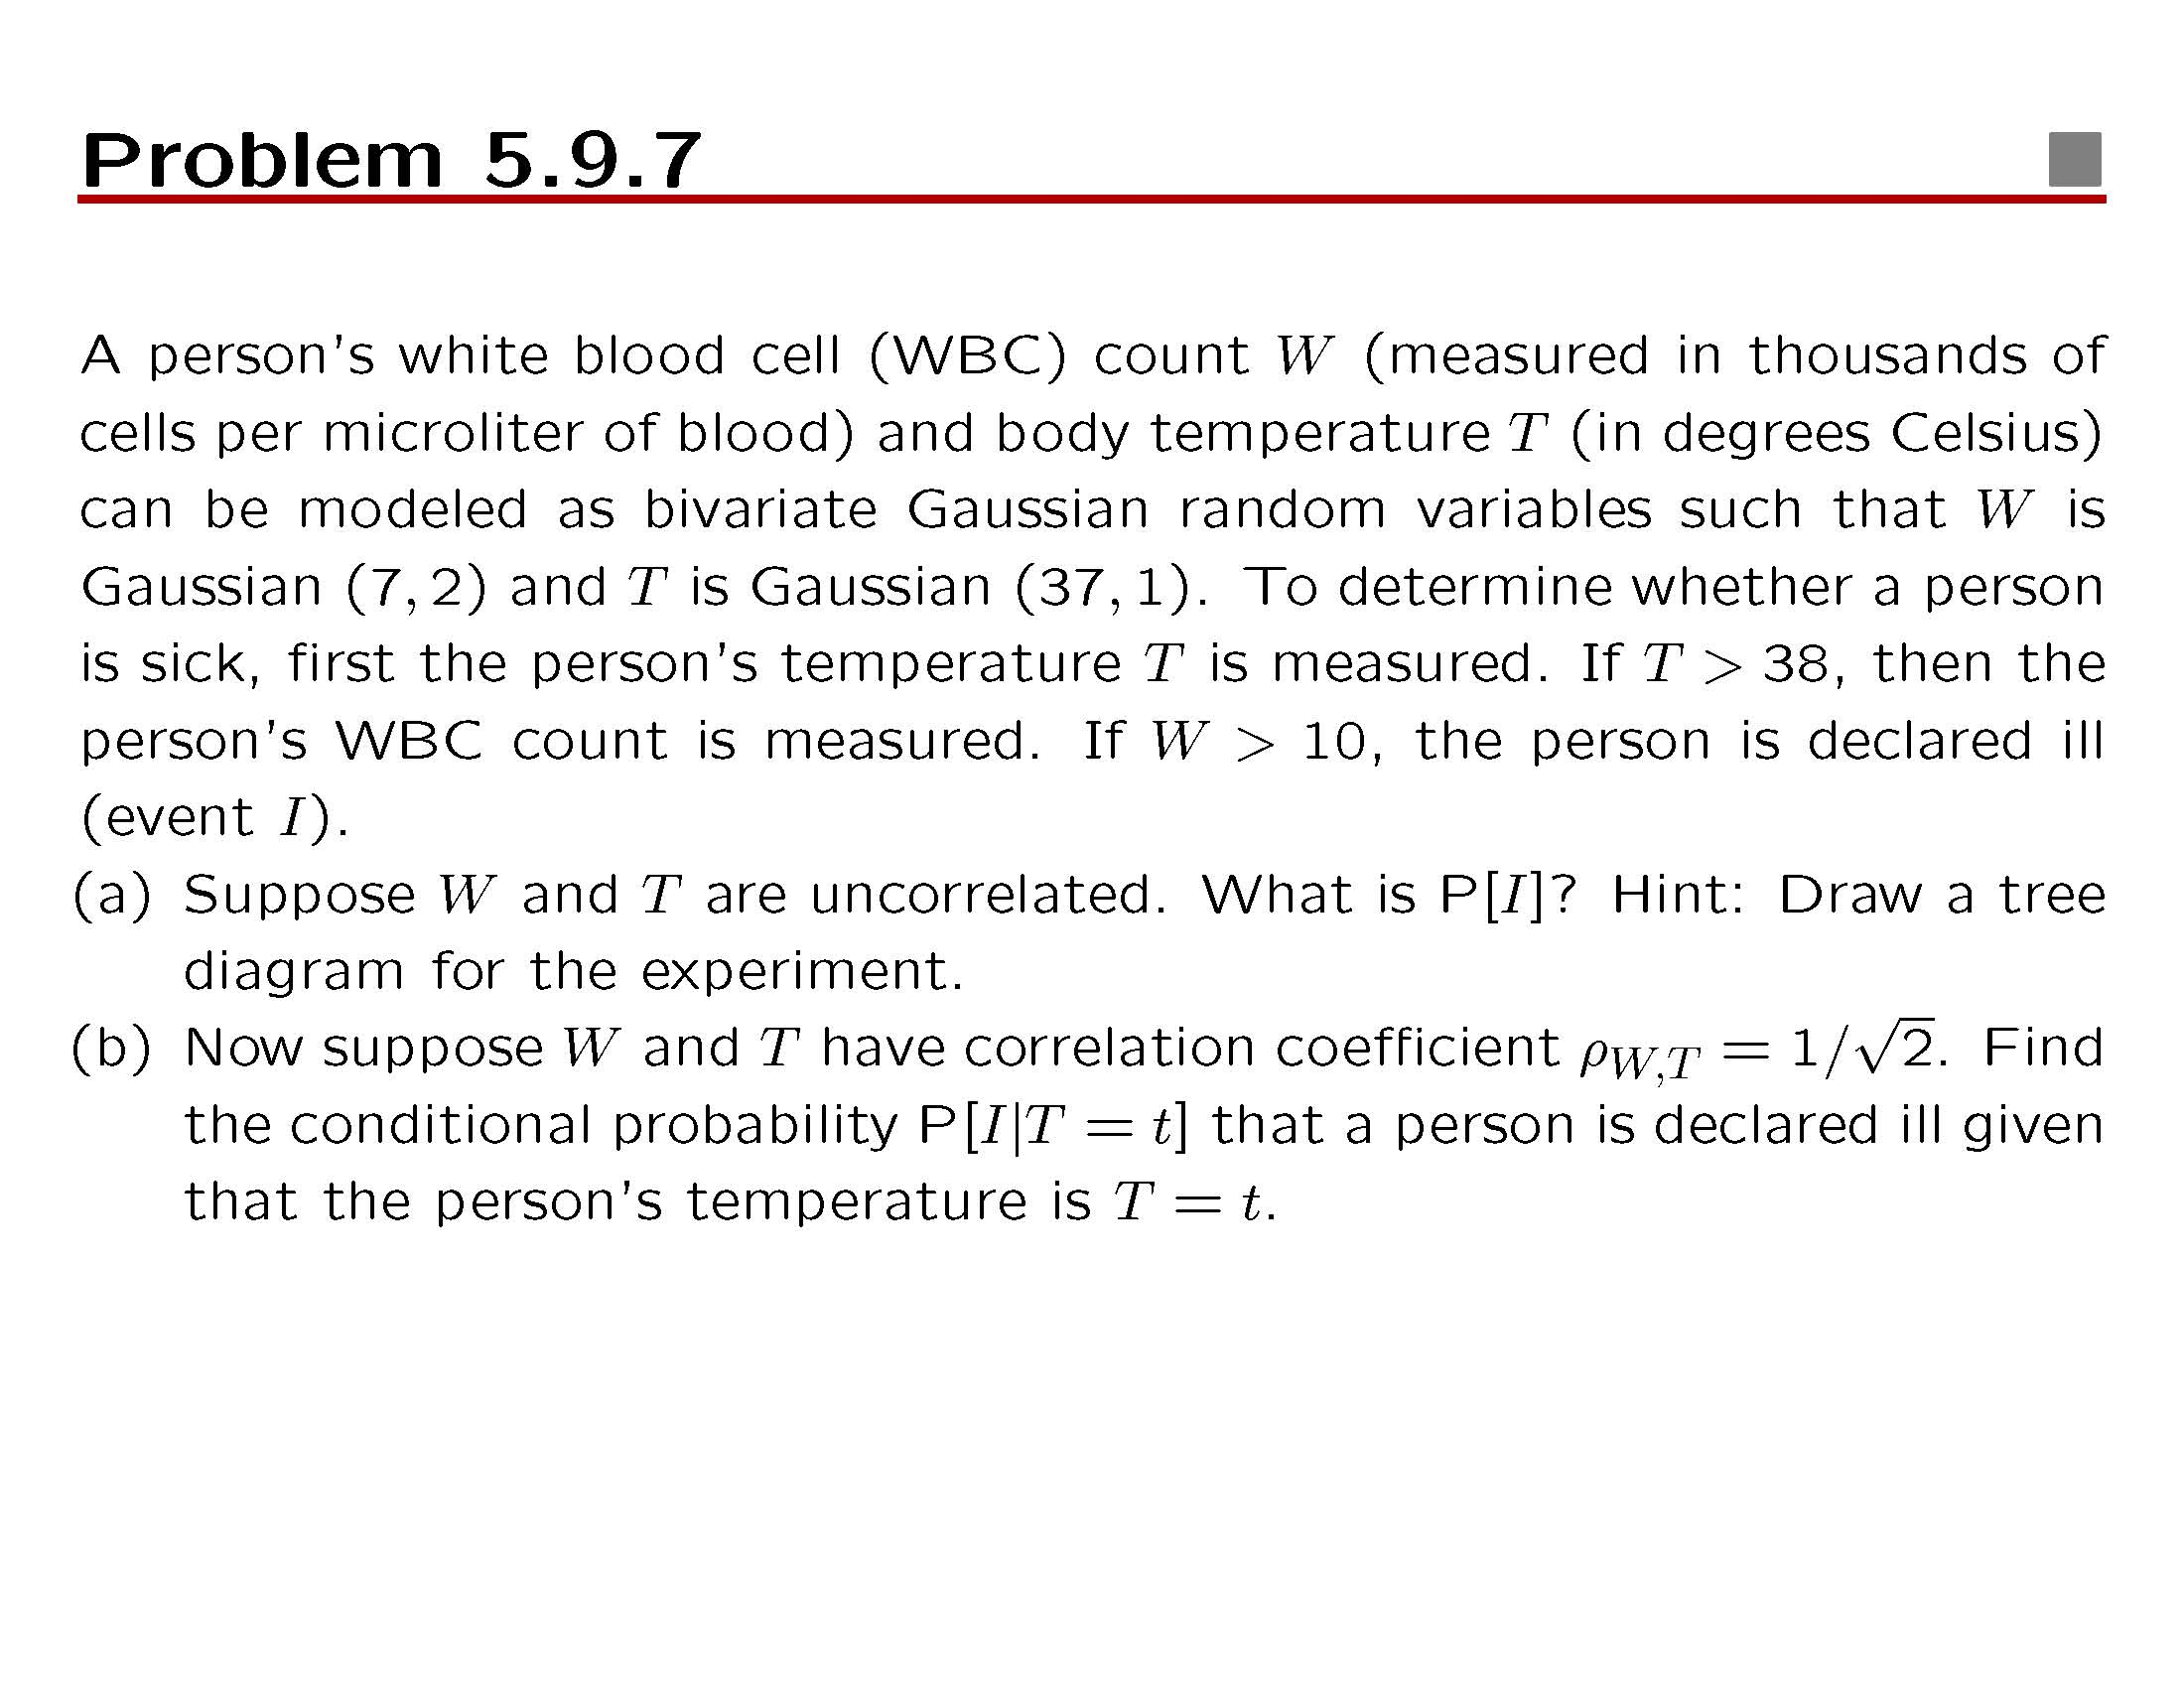 Problem 5.9.7
A person's white blood cell (WBC) count W (measured in thousands of
cells per microliter of blood) and body temperature T (in degrees Celsius)
can be modeled as bivariate Gaussian random variables such that W is
Gaussian (7, 2) and T is Gaussian (37, 1). To determine whether a person
is sick, first the person's temperature T is measured. If T > 38, then the
person's WBC count is measured. If W > 10, the person is declared ill
(event I).
(a) Suppose W and T are uncorrelated. What is P[I]? Hint: Draw a tree
diagram for the experiment.
(b) Now suppose W and T have correlation coefficient ρ_{W,T} = 1/√2. Find
the conditional probability P[I|T = t] that a person is declared ill given
that the person's temperature is T = t.